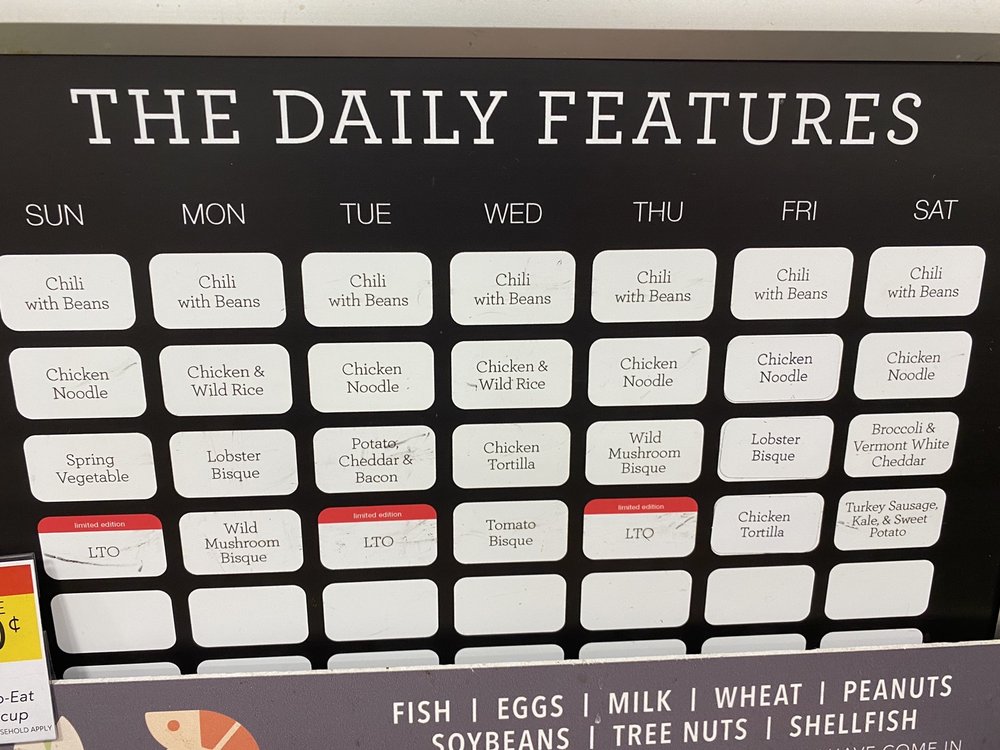 THE DAILY FEATURES
SUN MON TUE WED THU FRI SAT
Chili
with Beans
Chili
with Beans
Chili
with Beans
Chili
with Beans
Chili
with Beans
Chili
with Beans
Chili
with Beans
Chicken
Noodle
Chicken &
Wild Rice
Chicken
Noodle
Chicken &
Wild Rice
Chicken
Noodle
Chicken
Noodle
Chicken
Noodle
Spring
Vegetable
Lobster
Bisque
Potato,
Cheddar &
Bacon
Chicken
Tortilla
Wild
Mushroom
Bisque
Lobster
Bisque
Broccoli &
Vermont White
Cheddar
limited edition
LTO
Wild
Mushroom
Bisque
limited edition
LTO
Tomato
Bisque
limited edition
LTO
Chicken
Tortilla
Turkey Sausage,
Kale, & Sweet
Potato
¢
-Eat
cup
SEHOLD APPLY
FISH | EGGS | MILK | WHEAT | PEANUTS
SOYBEANS | TREE NUTS | SHELLFISH
COME IN